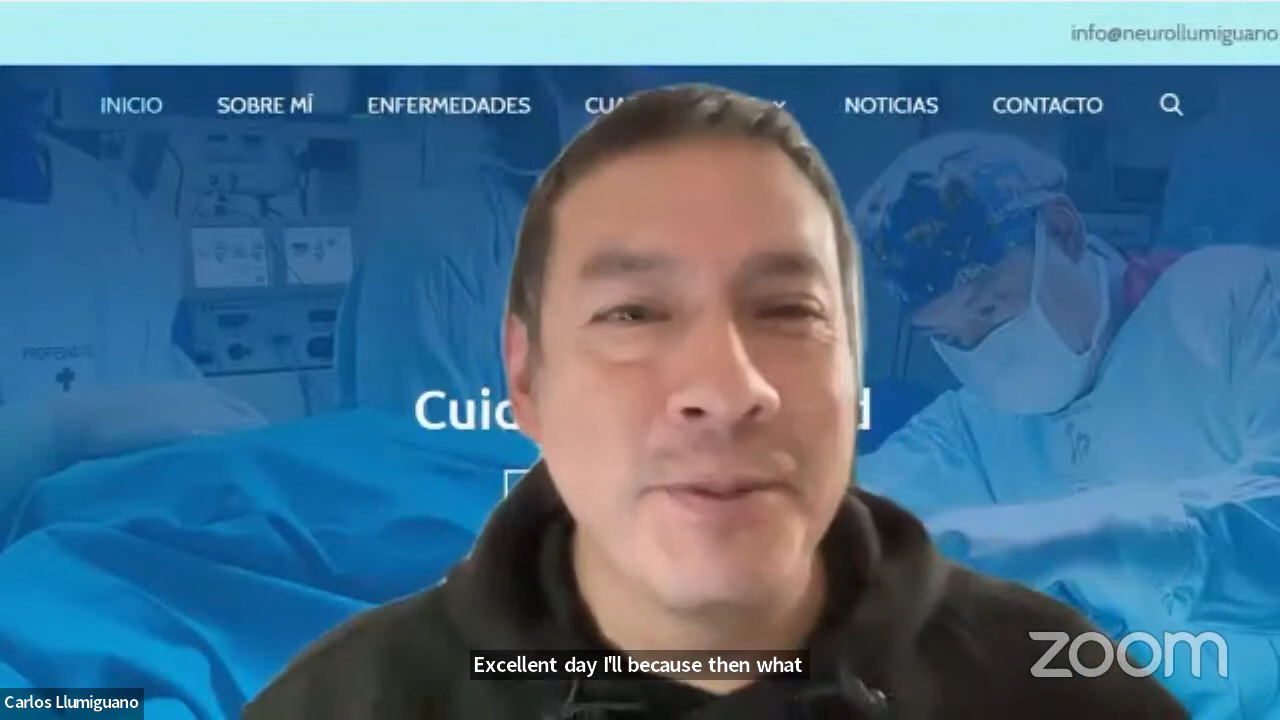 info@neurollumiguano
INICIO SOBRE MÍ ENFERMEDADES NOTICIAS CONTACTO
zoom
Excellent day I'll because then what
Carlos Llumiguano